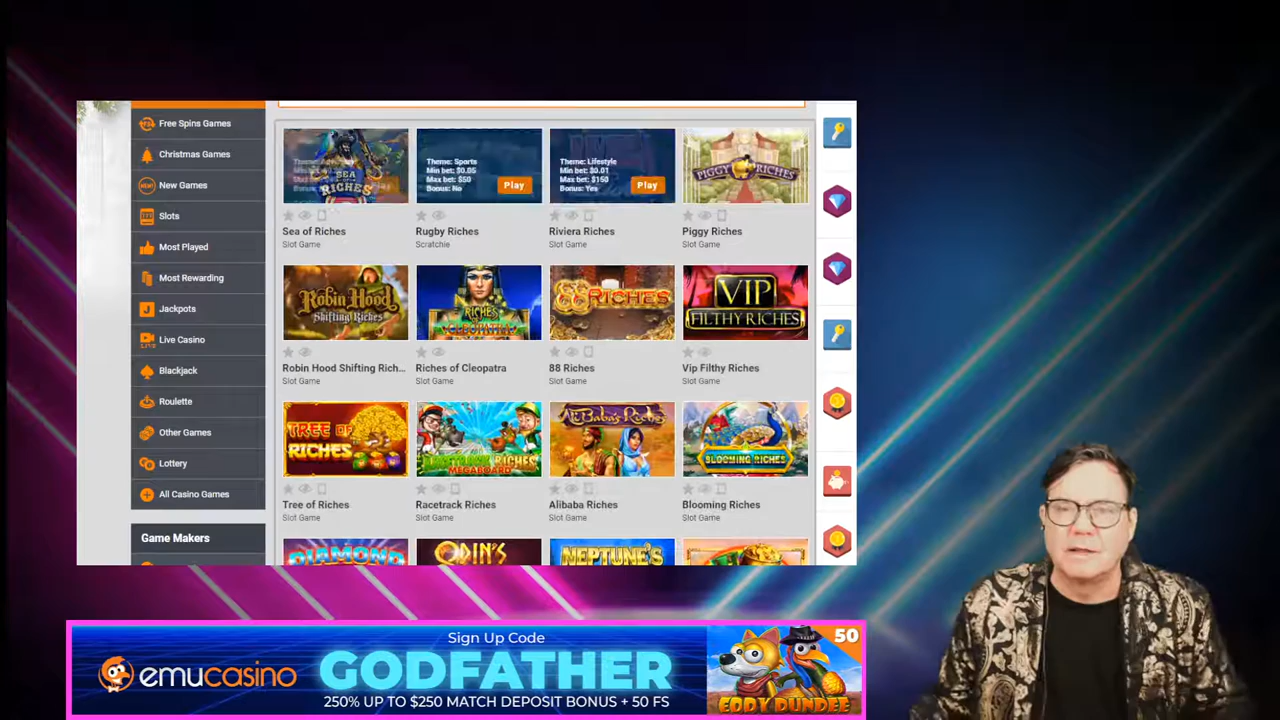 Free Spins Games
Christmas Games
New Games
Slots
Most Played
Most Rewarding
Jackpots
Live Casino
Blackjack
Roulette
Other Games
Lottery
All Casino Games
Game Makers
SEA
OF
RICHES
Sea of Riches
Slot Game
Theme: Sports
Min bet: $0.05
Max bet: $50
Bonus: No
Play
Rugby Riches
Scratchie
Theme: Lifestyle
Min bet: $0.01
Max bet: $150
Bonus: Yes
Play
Riviera Riches
Slot Game
PIGGY RICHES
Piggy Riches
Slot Game
Robin Hood
Shifting Riches
Robin Hood Shifting Rich...
Slot Game
RICHES
OF
CLEOPATRA
Riches of Cleopatra
Slot Game
88 RICHES
88 Riches
Slot Game
VIP
FILTHY RICHES
Vip Filthy Riches
Slot Game
TREE OF
RICHES
Tree of Riches
Slot Game
RACETRACK RICHES
MEGABOARD
Racetrack Riches
Slot Game
Ali Baba's Riches
Alibaba Riches
Slot Game
BLOOMING RICHES
Blooming Riches
Slot Game
DIAMOND
ODIN'S
RICHES
NEPTUNE'S
Sign Up Code
emucasino
GODFATHER
250% UP TO $250 MATCH DEPOSIT BONUS + 50 FS
50
EDDY DUNDEE